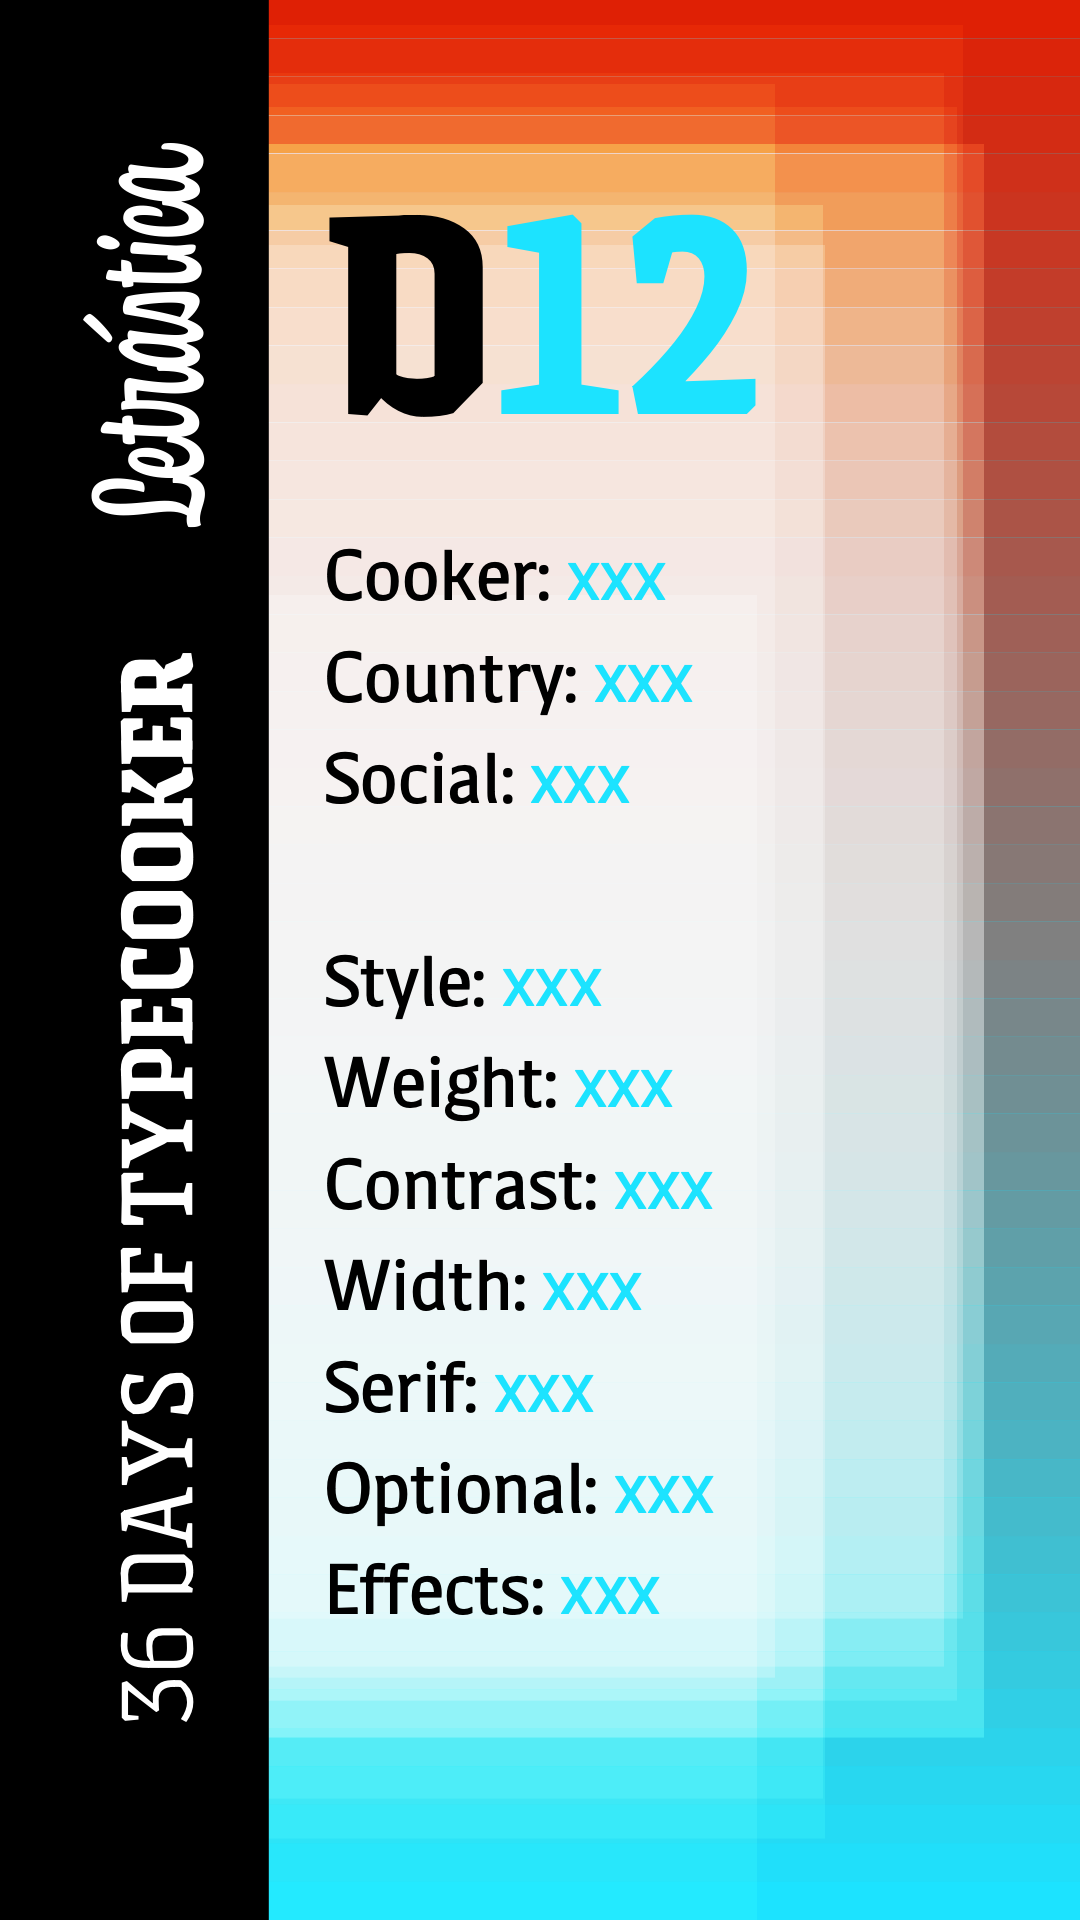 Letrástica
36 DAYS OF TYPECOOKER
D12
Cooker: xxx
Country: xxx
Social: xxx
Style: xxx
Weight: xxx
Contrast: xxx
Width: xxx
Serif: xxx
Optional: xxx
Effects: xxx